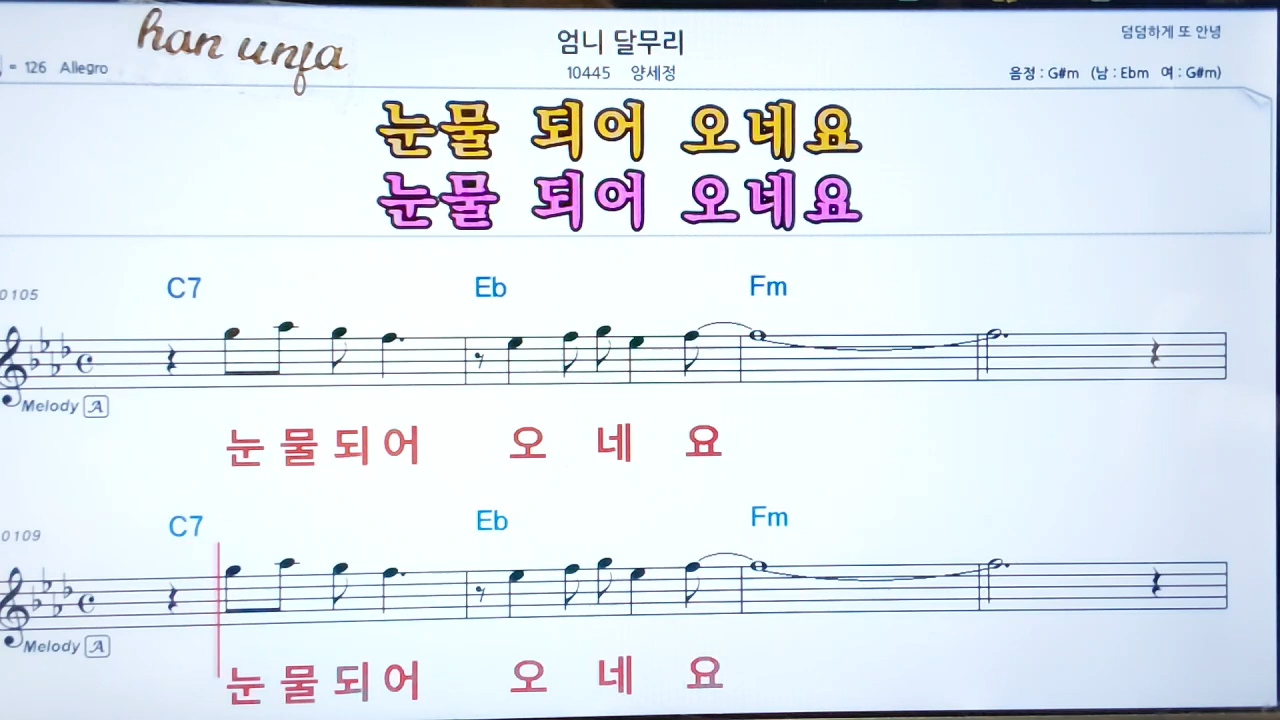 han unja
엄니 달무리
덤덤하게 또 안녕
♩ = 126 Allegro
10445 양세정
음정 : G#m (남 : Ebm 여 : G#m)
눈물 되어 오네요
눈물 되어 오네요
C7 Eb Fm
0105
Melody A
눈 물 되 어 오 네 요
C7 Eb Fm
0109
Melody A
눈 물 되 어 오 네 요